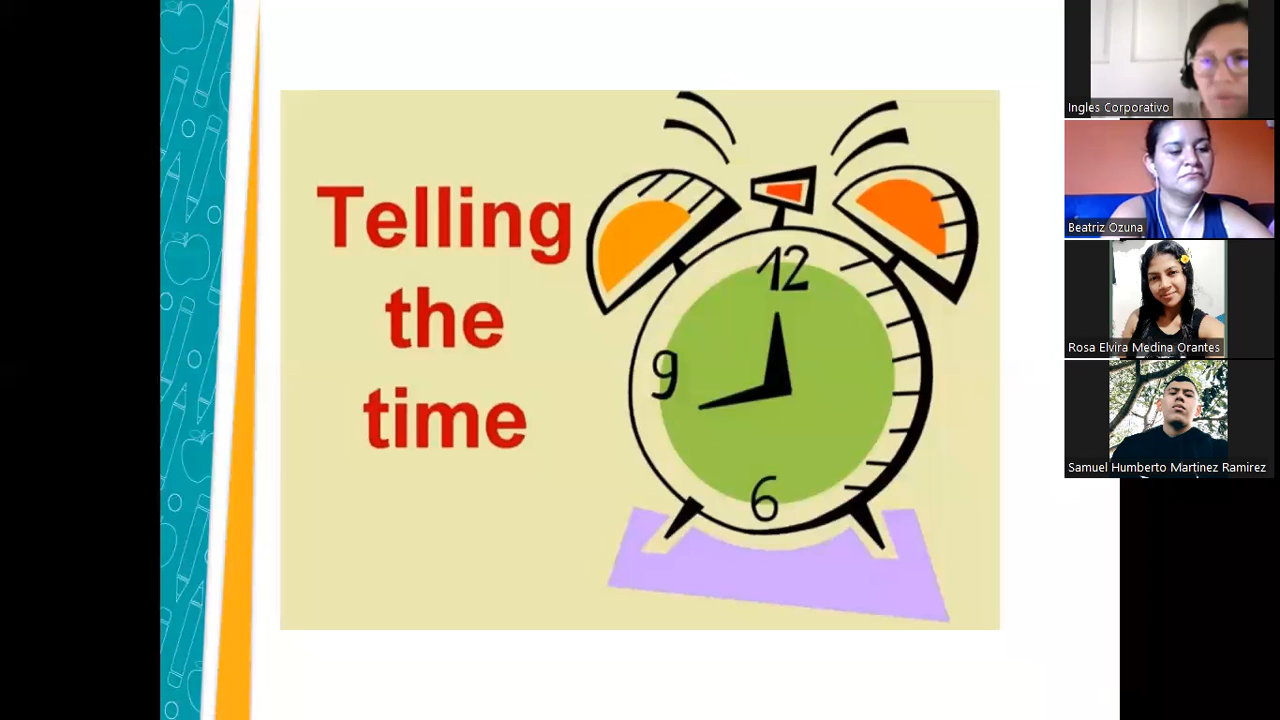 Telling
the
time
12
9
6
Ingles Corporativo
Beatriz Ozuna
Rosa Elvira Medina Orantes
Samuel Humberto Martinez Ramirez